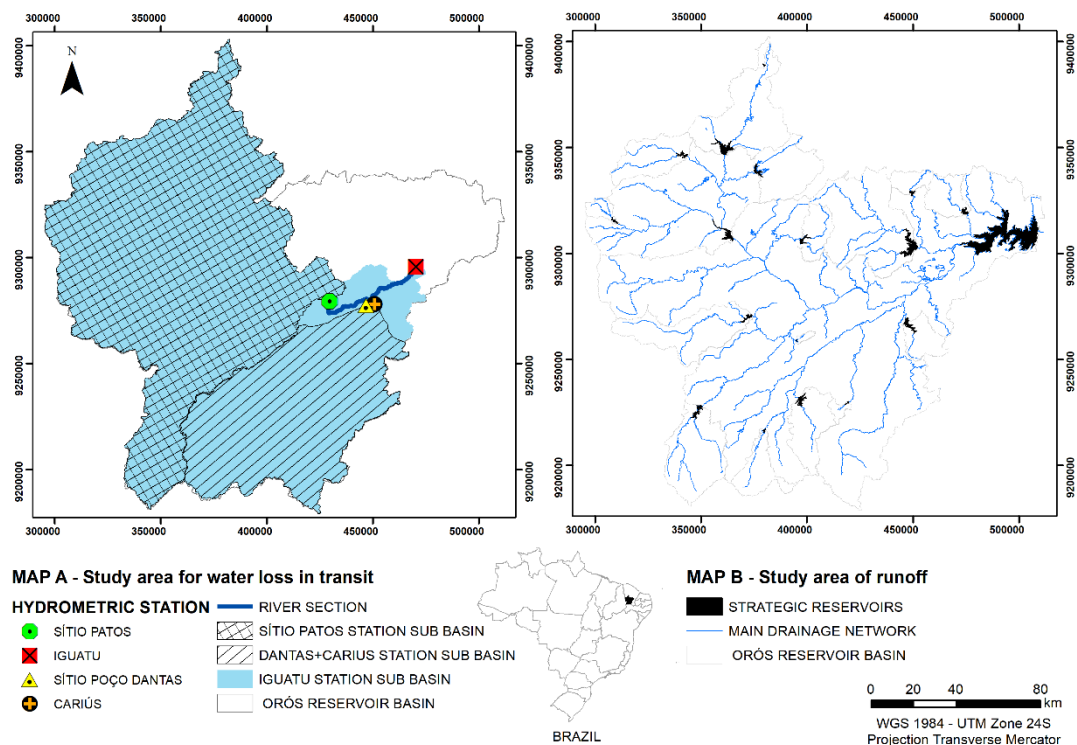 300000 350000 400000 450000 500000
350000 400000 450000 500000
300000
9400000
9350000
9300000
9250000
9200000
N
9400000
9350000
9300000
9250000
9200000
9400000
9350000
9300000
9250000
9200000
9400000
9350000
9300000
9250000
9200000
300000 350000 400000 450000 500000
300000 350000 400000 450000 500000
MAP A - Study area for water loss in transit
HYDROMETRIC STATION
SÍTIO PATOS
IGUATU
SÍTIO POÇO DANTAS
CARIÚS
RIVER SECTION
SÍTIO PATOS STATION SUB BASIN
DANTAS+CARIUS STATION SUB BASIN
IGUATU STATION SUB BASIN
ORÓS RESERVOIR BASIN
BRAZIL
MAP B - Study area of runoff
STRATEGIC RESERVOIRS
MAIN DRAINAGE NETWORK
ORÓS RESERVOIR BASIN
0 20 40 60 80
km
WGS 1984 - UTM Zone 24S
Projection Transverse Mercator